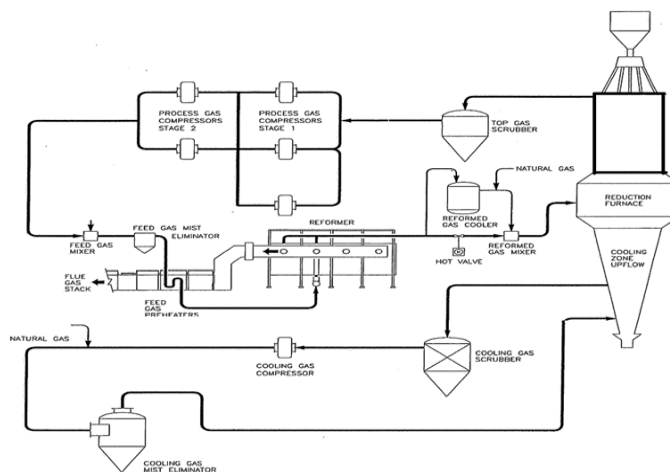 PROCESS GAS
COMPRESSORS
STAGE 2
PROCESS GAS
COMPRESSORS
STAGE 1
TOP GAS
SCRUBBER
NATURAL GAS
REFORMED
GAS COOLER
REDUCTION
FURNACE
FEED GAS
MIXER
FEED GAS MIST
ELIMINATOR
REFORMER
HOT VALVE
REFORMED
GAS MIXER
COOLING
ZONE
UPFLOW
FLUE
GAS
STACK
FEED
GAS
PREHEATERS
NATURAL GAS
COOLING GAS
COMPRESSOR
COOLING GAS
SCRUBBER
COOLING GAS
MIST ELIMINATOR